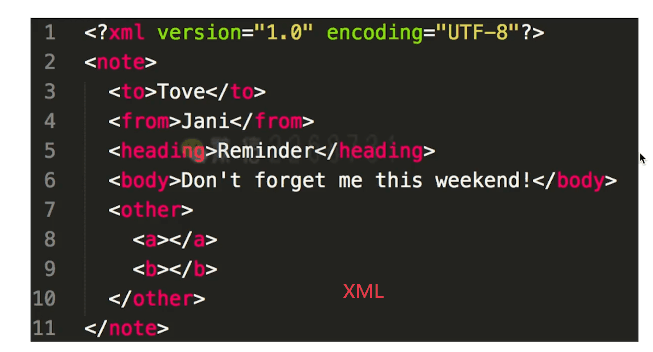 1 <?xml version="1.0" encoding="UTF-8"?>
2 <note>
3 <to>Tove</to>
4 <from>Jani</from>
5 <heading>Reminder</heading>
6 <body>Don't forget me this weekend!</body>
7 <other>
8 <a></a>
9 <b></b>
10 </other>
11 </note>
XML